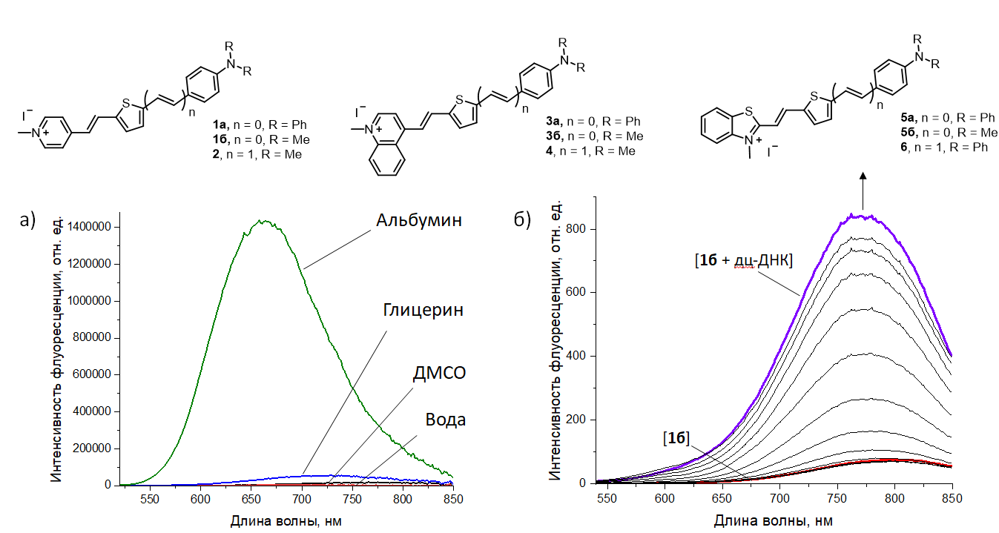 R
N
R
S
n
I⁻
N
+
1а, n = 0, R = Ph
1б, n = 0, R = Me
2, n = 1, R = Me
R
N
R
S
n
I⁻
N
+
3а, n = 0, R = Ph
3б, n = 0, R = Me
4, n = 1, R = Me
R
N
R
S
n
S
N
+
I⁻
5а, n = 0, R = Ph
5б, n = 0, R = Me
6, n = 1, R = Ph
а)
Интенсивность флуоресценции, отн. ед.
1400000
1200000
1000000
800000
600000
400000
200000
0
Альбумин
Глицерин
ДМСО
Вода
550
600
650
700
750
800
850
Длина волны, нм
б)
Интенсивность флуоресценции, отн. ед.
800
600
400
200
0
[1б + дц-ДНК]
[1б]
550
600
650
700
750
800
850
Длина волны, нм